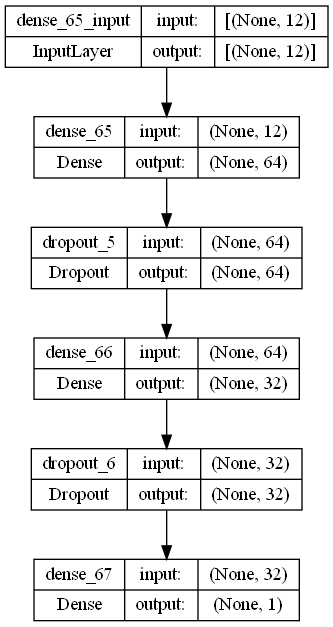 dense_65_input input: [(None, 12)]
InputLayer output: [(None, 12)]
dense_65 input: (None, 12)
Dense output: (None, 64)
dropout_5 input: (None, 64)
Dropout output: (None, 64)
dense_66 input: (None, 64)
Dense output: (None, 32)
dropout_6 input: (None, 32)
Dropout output: (None, 32)
dense_67 input: (None, 32)
Dense output: (None, 1)